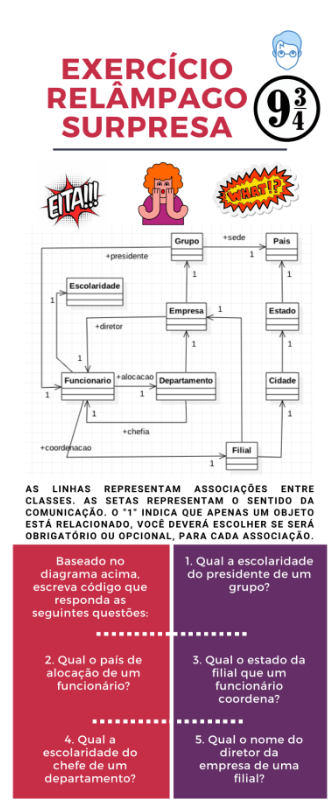 EXERCÍCIO
RELÂMPAGO
SURPRESA
9 3/4
EITA!!!
WHAT!?
Grupo
+sede
País
1
+presidente
1
1
Escolaridade
1
Empresa
1
Estado
+diretor
1
1
1
Funcionario
+alocacao
Departamento
Cidade
1
1
1
+chefia
1
+coordenacao
Filial
1
AS LINHAS REPRESENTAM ASSOCIAÇÕES ENTRE
CLASSES. AS SETAS REPRESENTAM O SENTIDO DA
COMUNICAÇÃO. O "1" INDICA QUE APENAS UM OBJETO
ESTÁ RELACIONADO, VOCÊ DEVERÁ ESCOLHER SE SERÁ
OBRIGATÓRIO OU OPCIONAL, PARA CADA ASSOCIAÇÃO.
Baseado no
diagrama acima,
escreva código que
responda as
seguintes questões:
1. Qual a escolaridade
do presidente de um
grupo?
2. Qual o país de
alocação de um
funcionário?
3. Qual o estado da
filial que um
funcionário
coordena?
4. Qual a
escolaridade do
chefe de um
departamento?
5. Qual o nome do
diretor da
empresa de uma
filial?